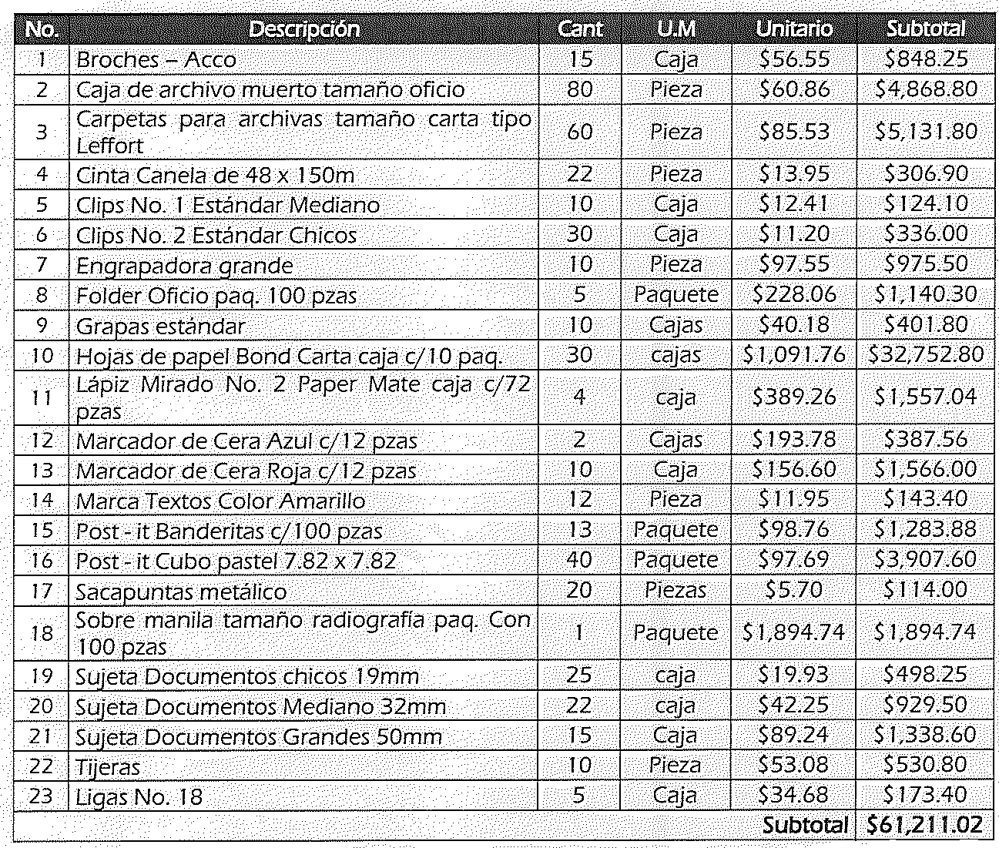 No. Descripción Cant U.M Unitario Subtotal
1 Broches – Acco 15 Caja $56.55 $848.25
2 Caja de archivo muerto tamaño oficio 80 Pieza $60.86 $4,868.80
3 Carpetas para archivas tamaño carta tipo
Leffort 60 Pieza $85.53 $5,131.80
4 Cinta Canela de 48 x 150m 22 Pieza $13.95 $306.90
5 Clips No. 1 Estándar Mediano 10 Caja $12.41 $124.10
6 Clips No. 2 Estándar Chicos 30 Caja $11.20 $336.00
7 Engrapadora grande 10 Pieza $97.55 $975.50
8 Folder Oficio paq. 100 pzas 5 Paquete $228.06 $1,140.30
9 Grapas estándar 10 Cajas $40.18 $401.80
10 Hojas de papel Bond Carta caja c/10 paq. 30 cajas $1,091.76 $32,752.80
11 Lápiz Mirado No. 2 Paper Mate caja c/72
pzas 4 caja $389.26 $1,557.04
12 Marcador de Cera Azul c/12 pzas 2 Cajas $193.78 $387.56
13 Marcador de Cera Roja c/12 pzas 10 Caja $156.60 $1,566.00
14 Marca Textos Color Amarillo 12 Pieza $11.95 $143.40
15 Post - it Banderitas c/100 pzas 13 Paquete $98.76 $1,283.88
16 Post - it Cubo pastel 7.82 x 7.82 40 Paquete $97.69 $3,907.60
17 Sacapuntas metálico 20 Piezas $5.70 $114.00
18 Sobre manila tamaño radiografía paq. Con
100 pzas 1 Paquete $1,894.74 $1,894.74
19 Sujeta Documentos chicos 19mm 25 caja $19.93 $498.25
20 Sujeta Documentos Mediano 32mm 22 caja $42.25 $929.50
21 Sujeta Documentos Grandes 50mm 15 Caja $89.24 $1,338.60
22 Tijeras 10 Pieza $53.08 $530.80
23 Ligas No. 18 5 Caja $34.68 $173.40
Subtotal $61,211.02